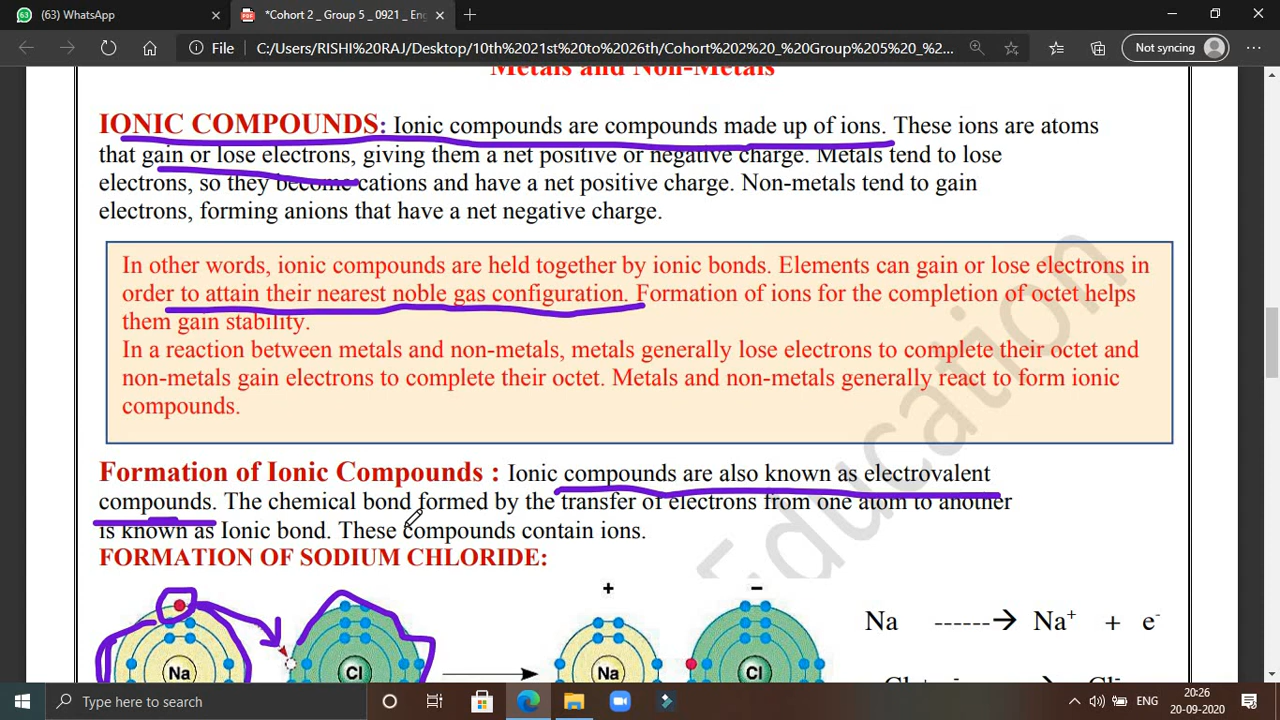 (63) WhatsApp
*Cohort 2 _ Group 5 _ 0921 _ Eng
File C:/Users/RISHI%20RAJ/Desktop/10th%2021st%20to%2026th/Cohort%202%20_%20Group%205%20_%2... Not syncing
Metals and Non-Metals
IONIC COMPOUNDS: Ionic compounds are compounds made up of ions. These ions are atoms
that gain or lose electrons, giving them a net positive or negative charge. Metals tend to lose
electrons, so they become cations and have a net positive charge. Non-metals tend to gain
electrons, forming anions that have a net negative charge.
In other words, ionic compounds are held together by ionic bonds. Elements can gain or lose electrons in
order to attain their nearest noble gas configuration. Formation of ions for the completion of octet helps
them gain stability.
In a reaction between metals and non-metals, metals generally lose electrons to complete their octet and
non-metals gain electrons to complete their octet. Metals and non-metals generally react to form ionic
compounds.
Formation of Ionic Compounds : Ionic compounds are also known as electrovalent
compounds. The chemical bond formed by the transfer of electrons from one atom to another
is known as Ionic bond. These compounds contain ions.
FORMATION OF SODIUM CHLORIDE:
+ −
Na ------→ Na⁺ + e⁻
Na Cl Na Cl
Education
Type here to search
ENG
20:26
20-09-2020